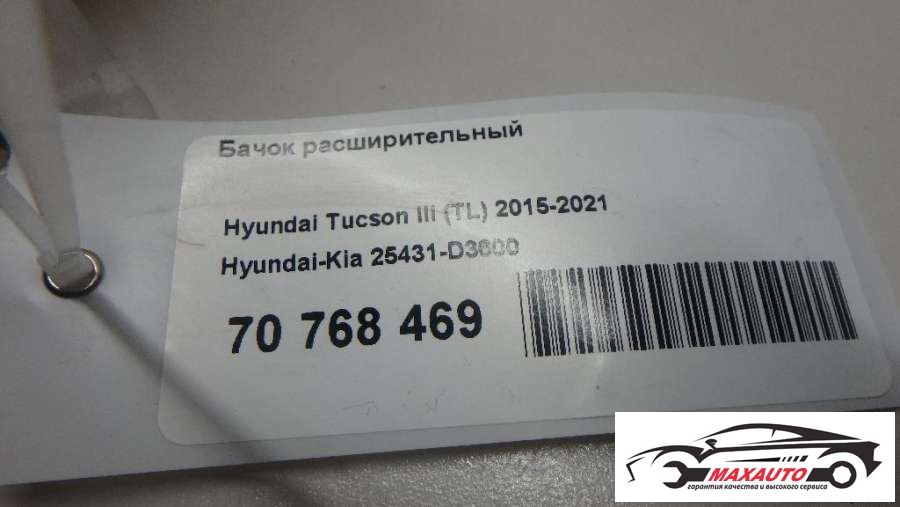 Бачок расширительный
Hyundai Tucson III (TL) 2015-2021
Hyundai-Kia 25431-D3600
70 768 469
MAXAUTO
гарантия качества и высокого сервиса